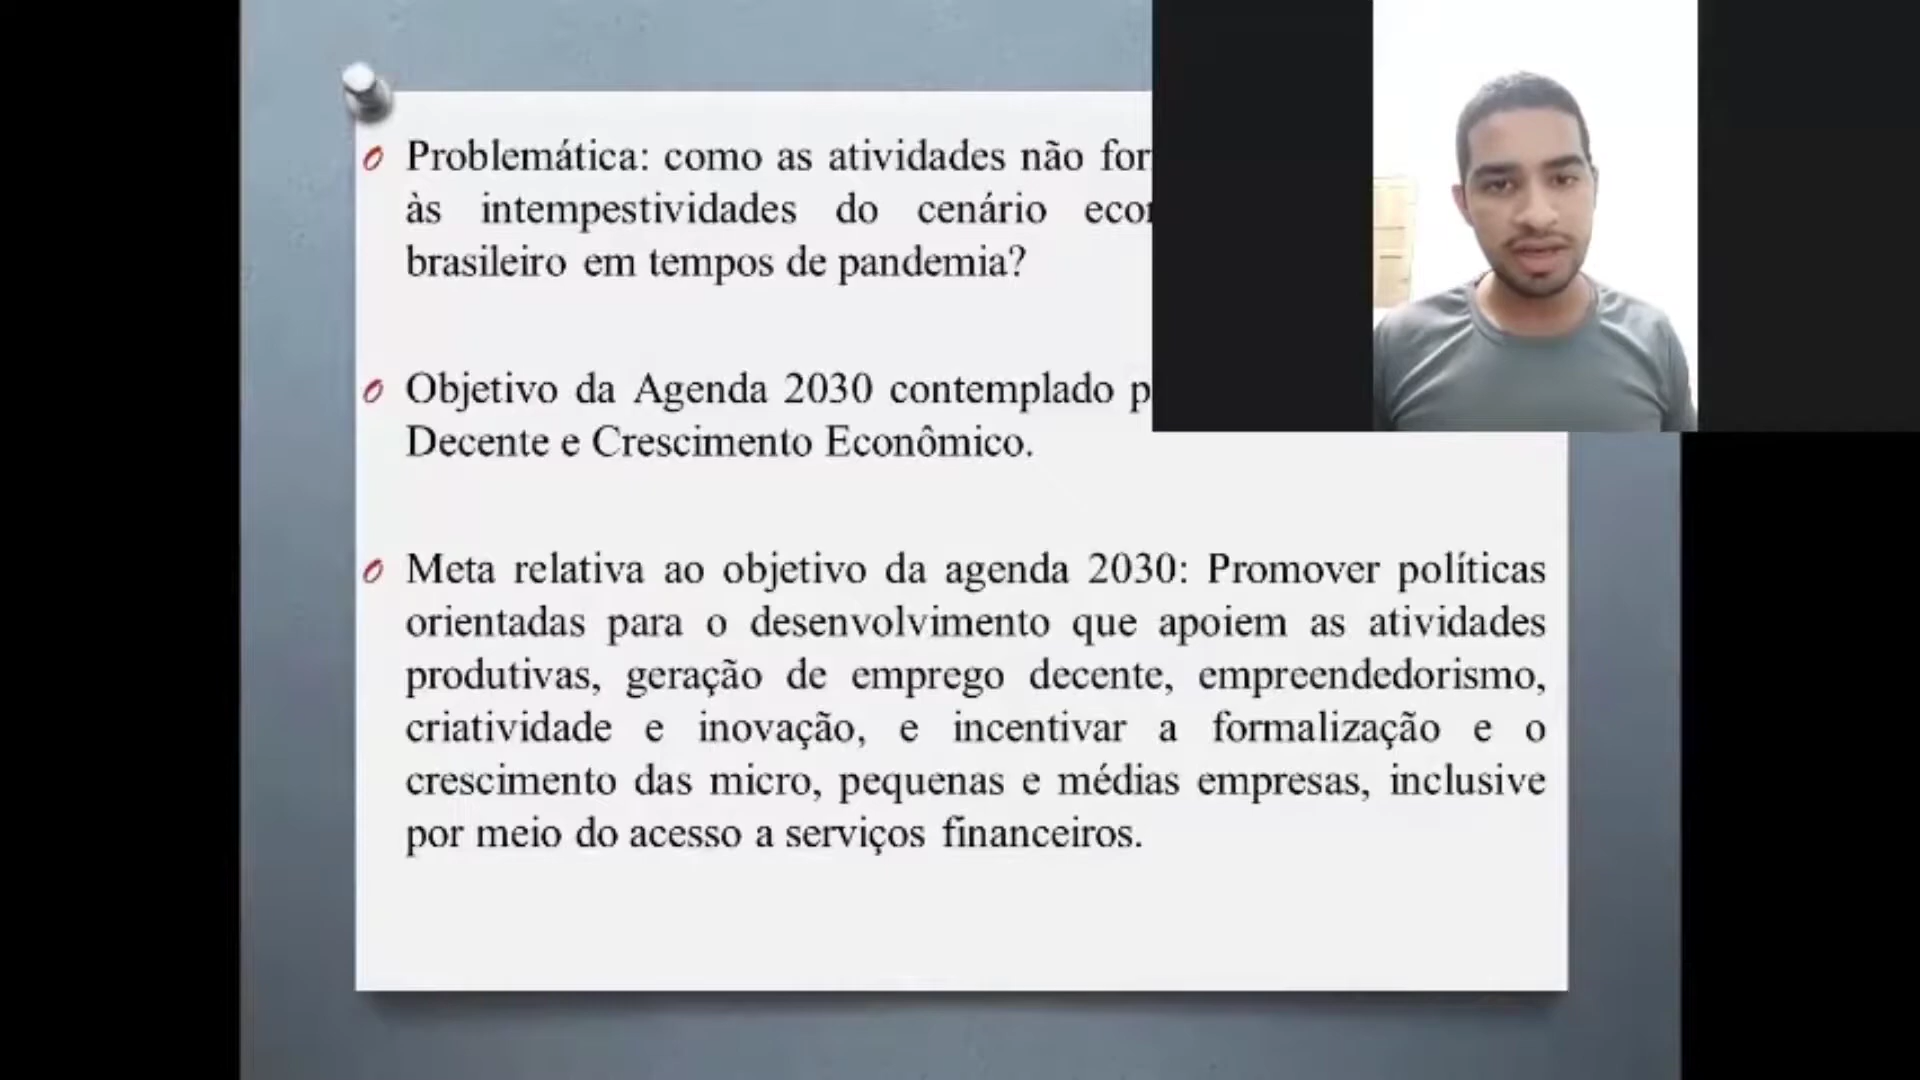 Problemática: como as atividades não
às intempestividades do cenário
brasileiro em tempos de pandemia?
Objetivo da Agenda 2030 contemplado
Decente e Crescimento Econômico.
Meta relativa ao objetivo da agenda 2030: Promover políticas
orientadas para o desenvolvimento que apoiem as atividades
produtivas, geração de emprego decente, empreendedorismo,
criatividade e inovação, e incentivar a formalização e o
crescimento das micro, pequenas e médias empresas, inclusive
por meio do acesso a serviços financeiros.